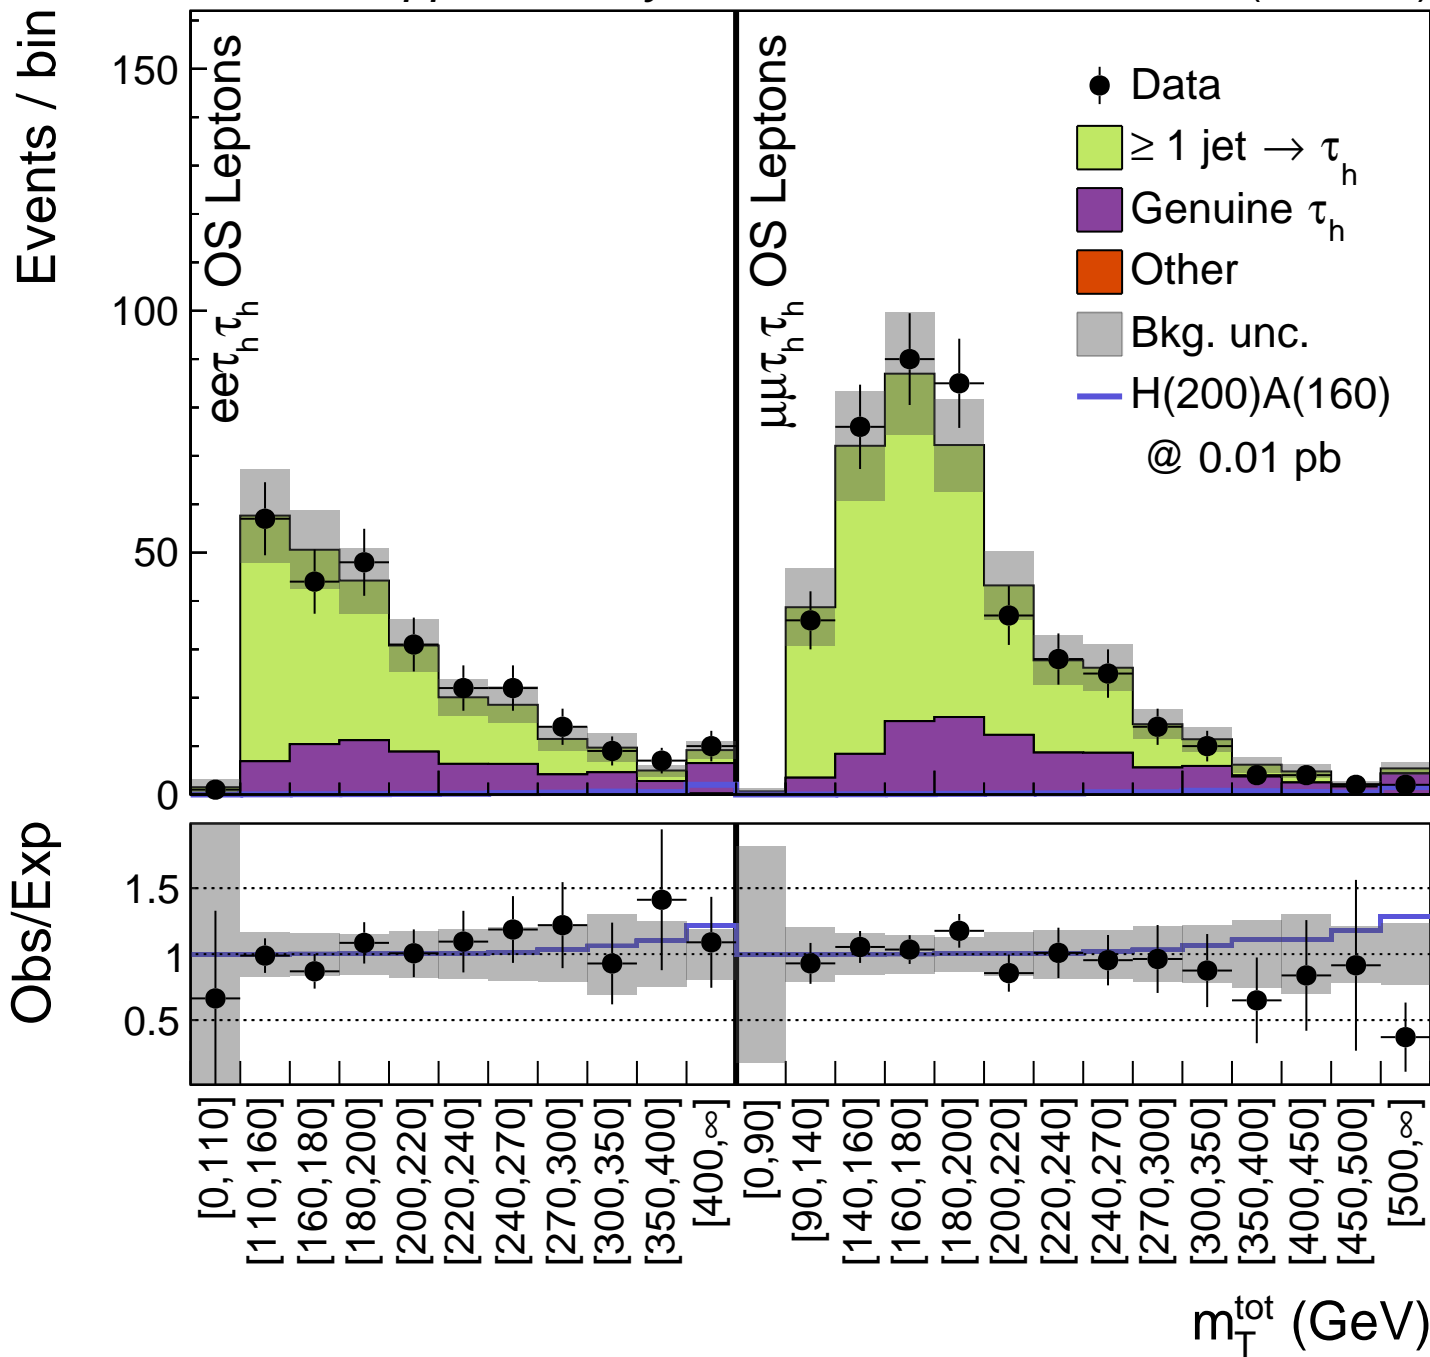 Events / bin
150
100
50
0
eeτhτh OS Leptons
μμτhτh OS Leptons
Data
≥ 1 jet → τh
Genuine τh
Other
Bkg. unc.
H(200)A(160)
@ 0.01 pb
Obs/Exp
1.5
1
0.5
[0,110]
[110,160]
[160,180]
[180,200]
[200,220]
[220,240]
[240,270]
[270,300]
[300,350]
[350,400]
[400,∞]
[0,90]
[90,140]
[140,160]
[160,180]
[180,200]
[200,220]
[220,240]
[240,270]
[270,300]
[300,350]
[350,400]
[400,450]
[450,500]
[500,∞]
mTtot (GeV)